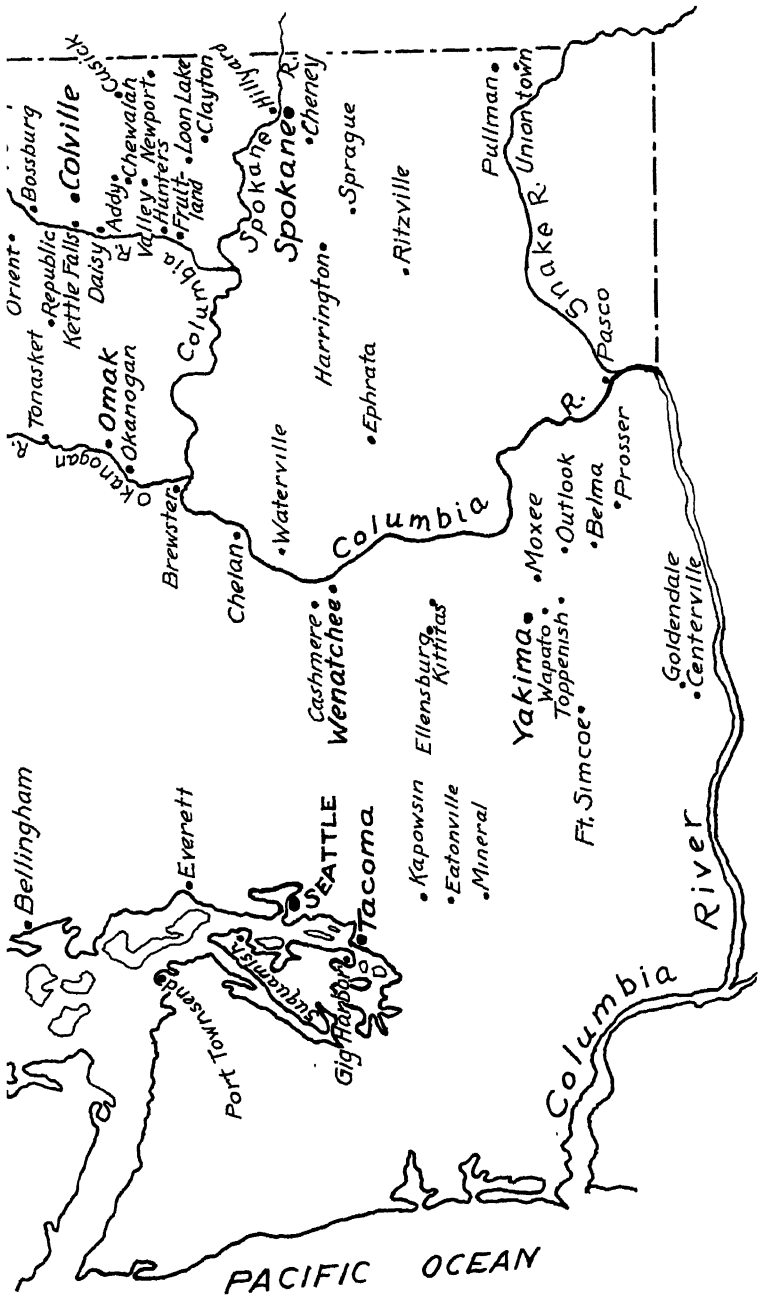 Bellingham
Everett
Port Townsend
Suquamish
SEATTLE
Gig Harbor
Tacoma
Kapowsin
Eatonville
Mineral
PACIFIC OCEAN
Columbia River
Okanogan R.
Tonasket
Omak
Okanogan
Brewster
Chelan
Waterville
Cashmere
Wenatchee
Columbia R.
Ellensburg
Kittitas
Yakima
Wapato
Toppenish
Ft. Simcoe
Moxee
Outlook
Belma
Prosser
Goldendale
Centerville
Orient
Bossburg
Republic
Colville
Kettle Falls
Daisy
Addy
Cusick
Chewalah
Valley
Newport
Hunters
Fruit-
land
Loon Lake
Clayton
Columbia R.
Hillyard
Spokane R.
Spokane
Cheney
Harrington
Sprague
Ephrata
Ritzville
Pullman
Uniontown
Snake R.
Pasco